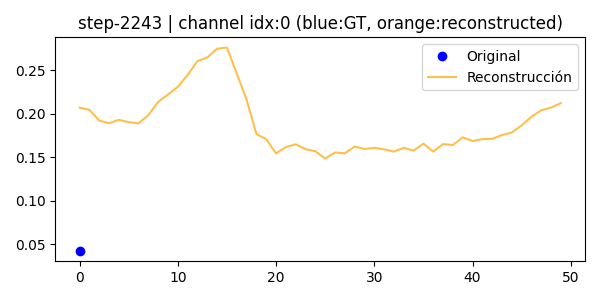 step-2243 | channel idx:0 (blue:GT, orange:reconstructed)
Original
Reconstrucción
0.25
0.20
0.15
0.10
0.05
0 10 20 30 40 50